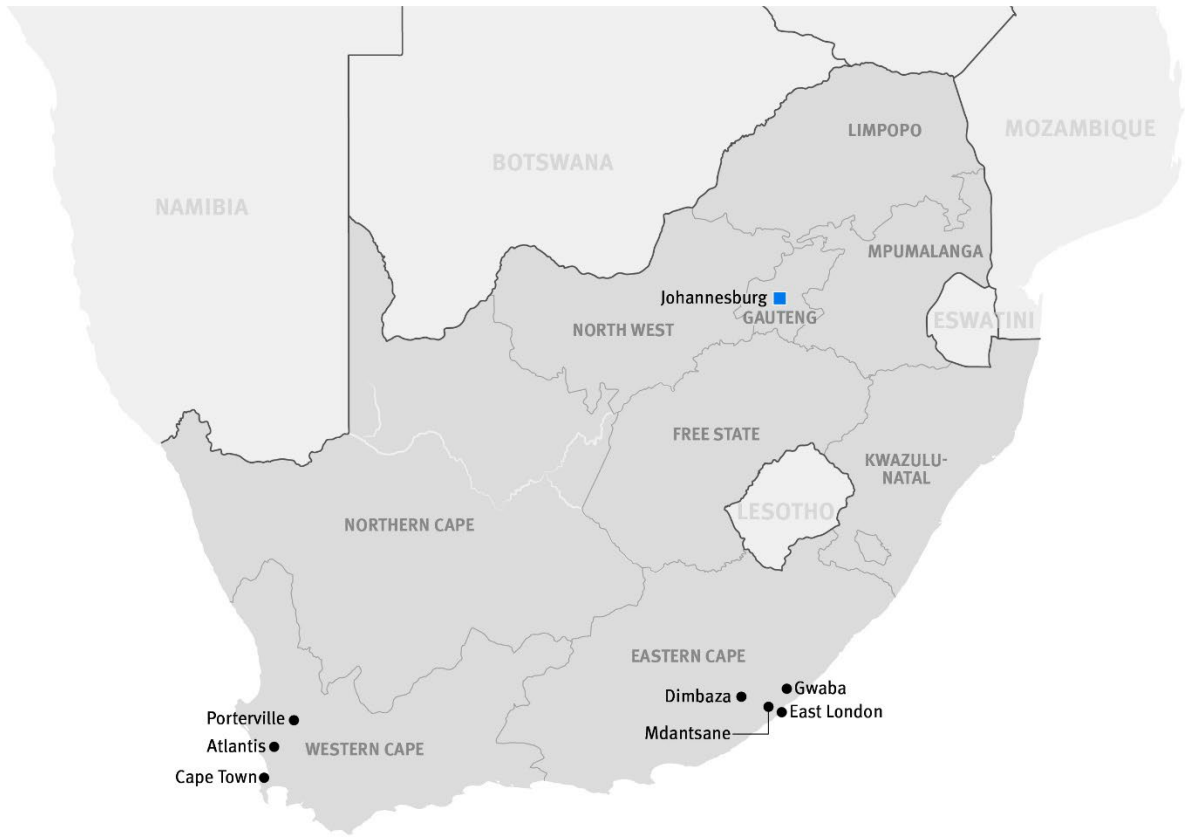 LIMPOPO
MOZAMBIQUE
BOTSWANA
NAMIBIA
MPUMALANGA
Johannesburg
GAUTENG
ESWATINI
NORTH WEST
FREE STATE
KWAZULU-
NATAL
LESOTHO
NORTHERN CAPE
EASTERN CAPE
Dimbaza
Gwaba
East London
Mdantsane
Porterville
Atlantis
WESTERN CAPE
Cape Town